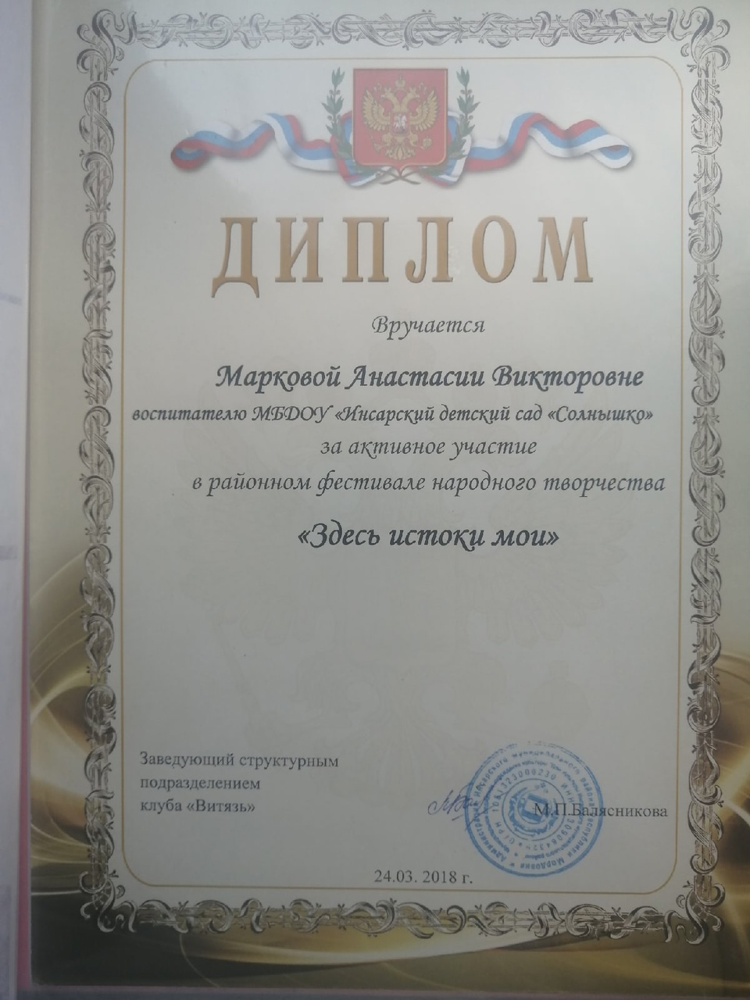 ДИПЛОМ
Вручается
Марковой Анастасии Викторовне
воспитателю МБДОУ «Инсарский детский сад «Солнышко»
за активное участие
в районном фестивале народного творчества
«Здесь истоки мои»
Заведующий структурным
подразделением
клуба «Витязь»
М.П.Балясникова
24.03. 2018 г.